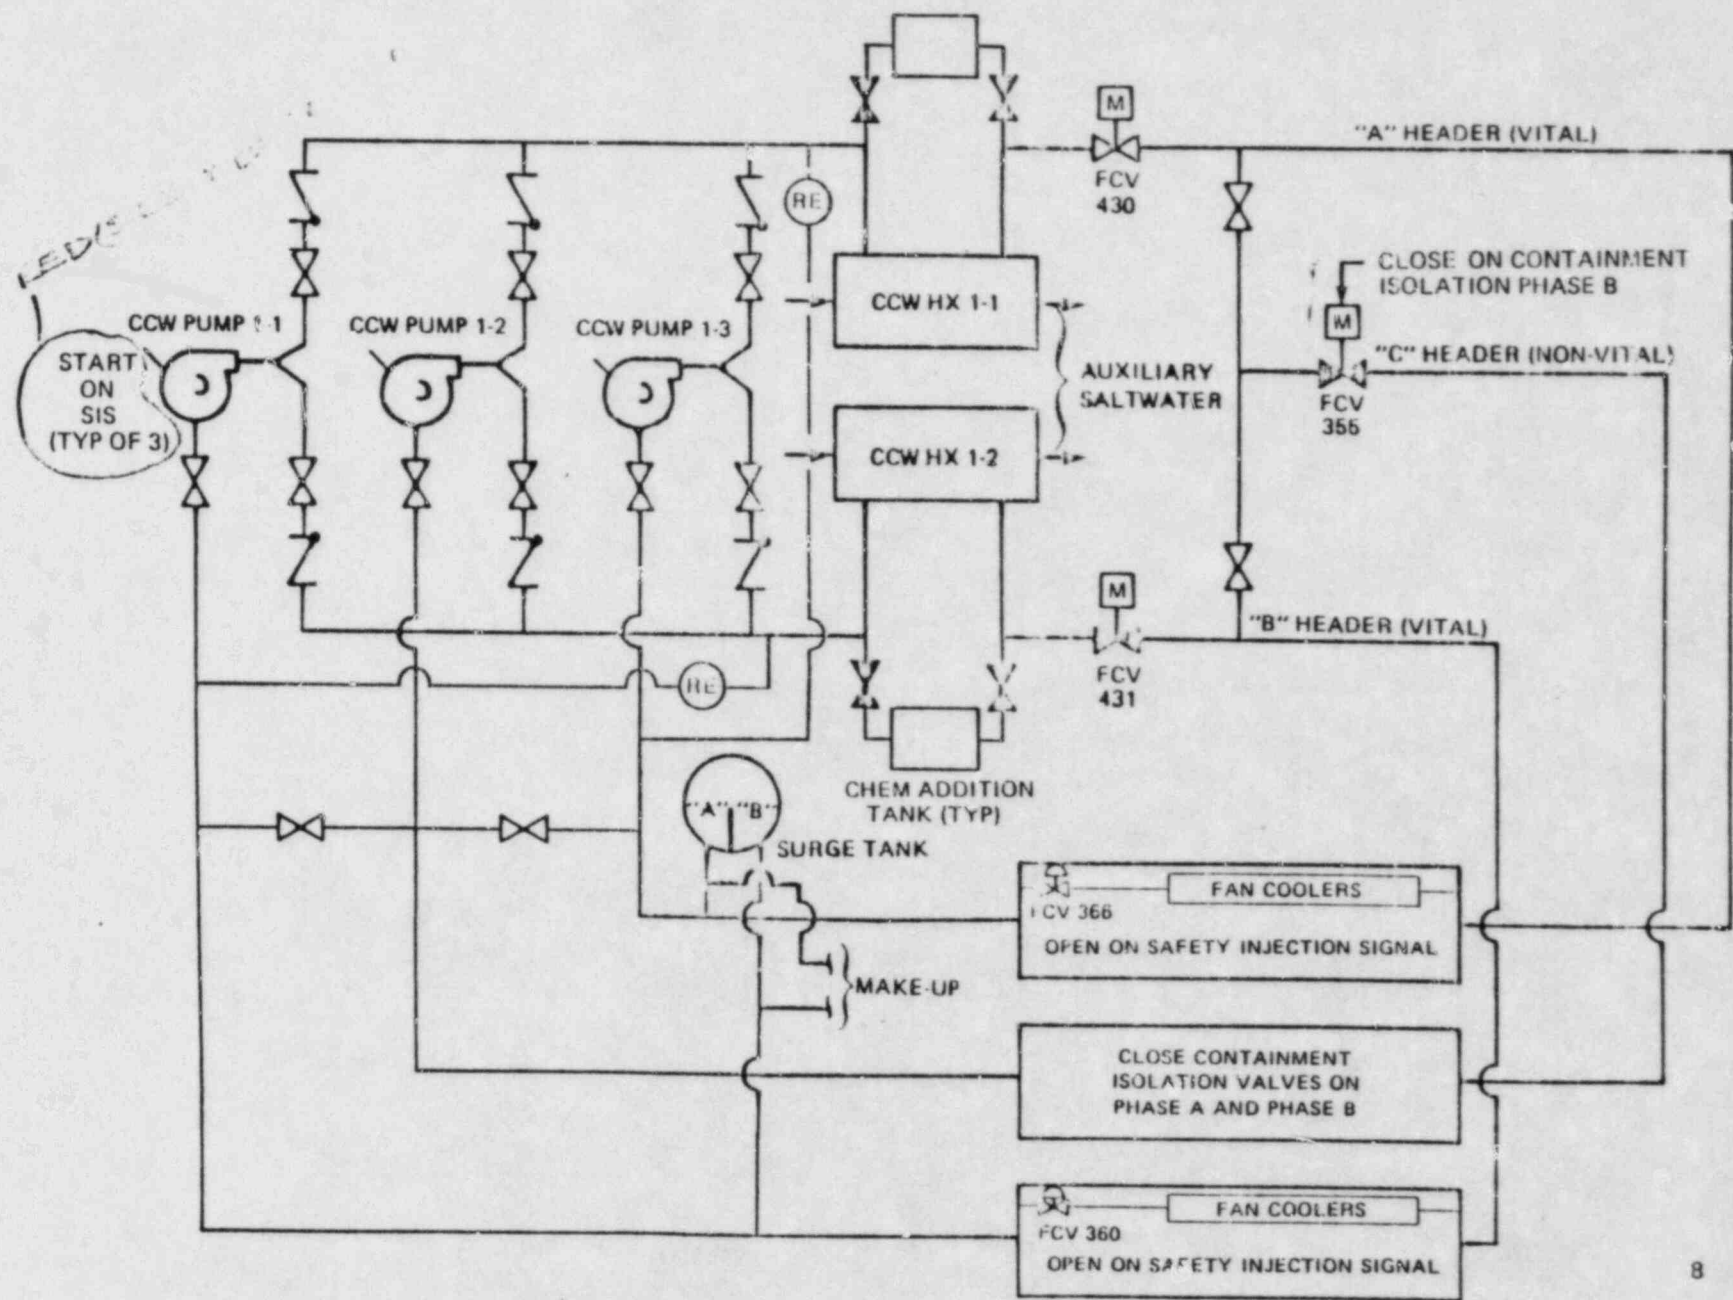 M
"A" HEADER (VITAL)
FCV
430
RE
CLOSE ON CONTAINMENT
ISOLATION PHASE B
CCW HX 1-1
CCW PUMP 1-1
CCW PUMP 1-2
CCW PUMP 1-3
M
"C" HEADER (NON-VITAL)
START
ON
SIS
(TYP OF 3)
AUXILIARY
SALTWATER
FCV
355
CCW HX 1-2
M
"B" HEADER (VITAL)
FCV
431
RE
CHEM ADDITION
TANK (TYP)
"A" "B"
SURGE TANK
FAN COOLERS
FCV 366
OPEN ON SAFETY INJECTION SIGNAL
MAKE-UP
CLOSE CONTAINMENT
ISOLATION VALVES ON
PHASE A AND PHASE B
FAN COOLERS
FCV 360
OPEN ON SAFETY INJECTION SIGNAL
8